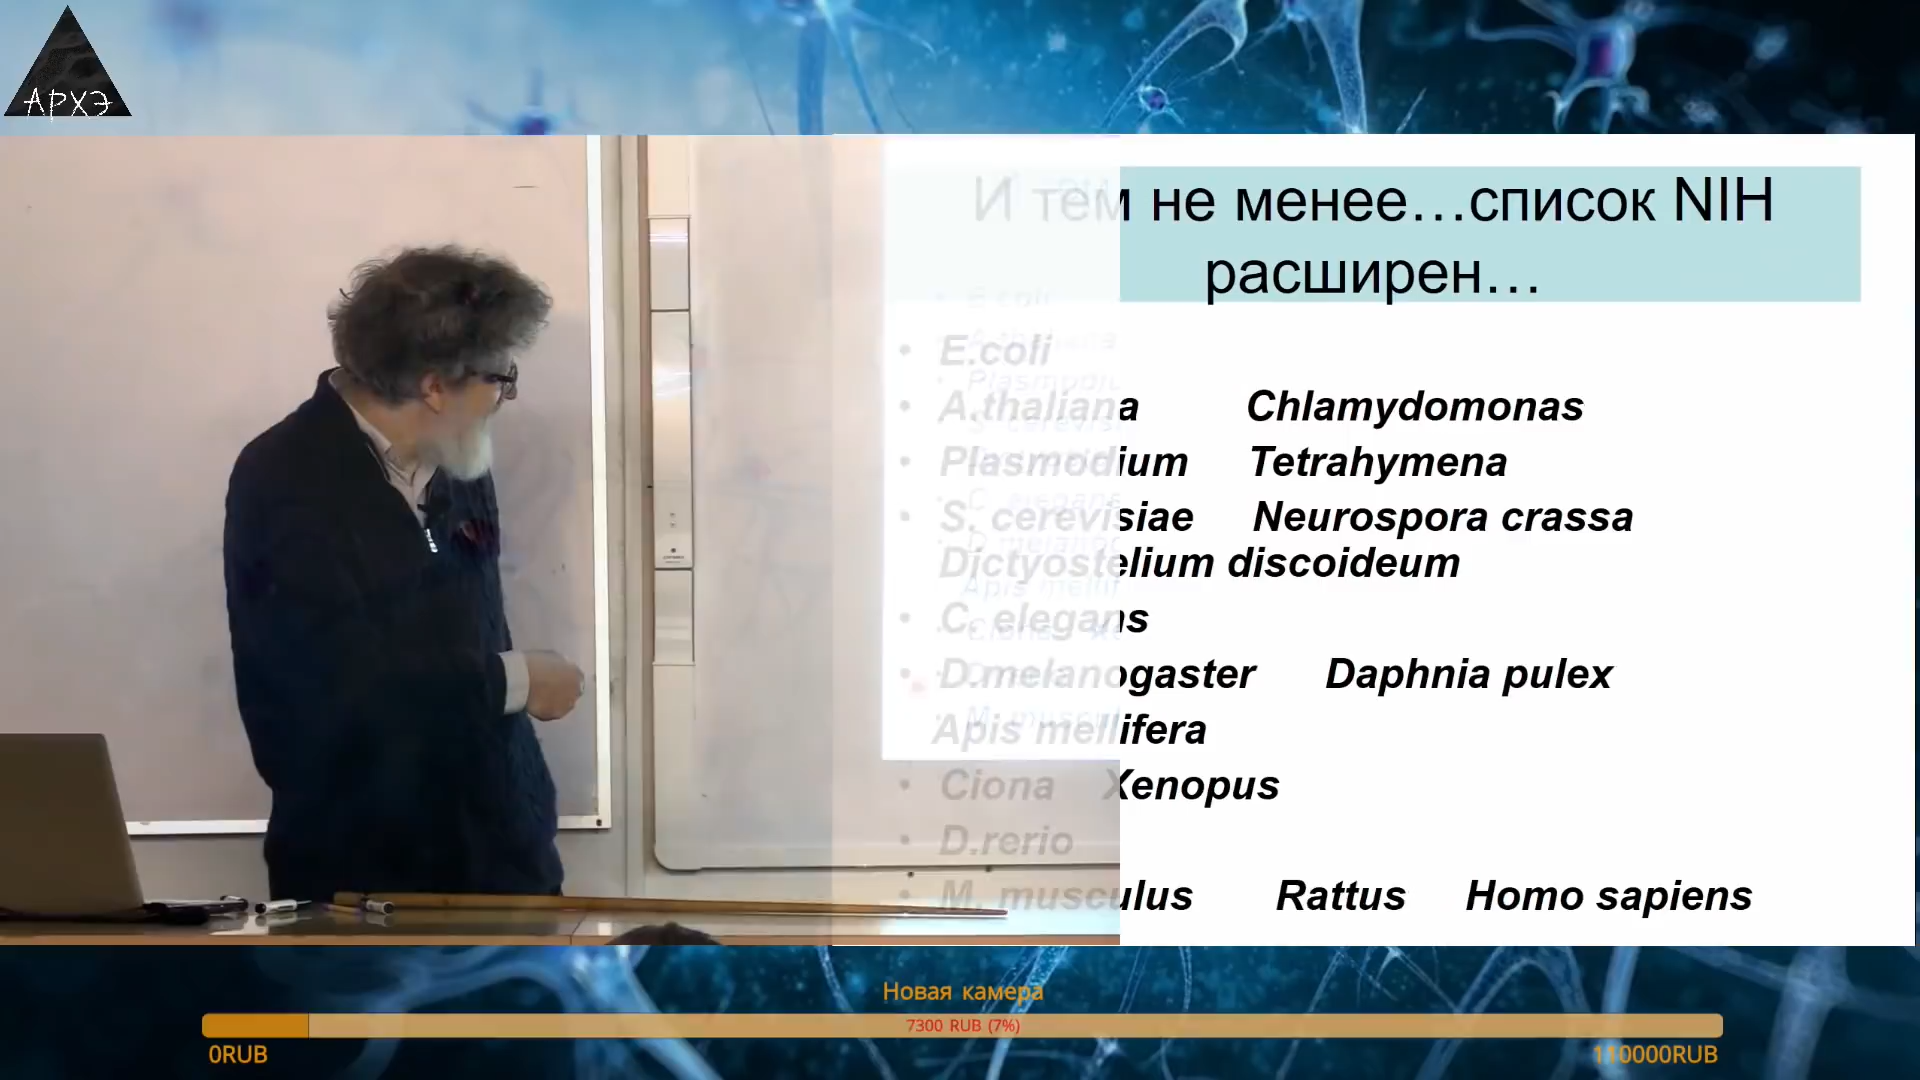 АРХЭ
И тем не менее...список NIH
расширен...
• E.coli
• A.thaliana Chlamydomonas
• Plasmodium Tetrahymena
• S. cerevisiae Neurospora crassa
Dictyostelium discoideum
• C. elegans
• D.melanogaster Daphnia pulex
Apis mellifera
• Ciona Xenopus
• D.rerio
• M. musculus Rattus Homo sapiens
Новая камера
7300 RUB (7%)
0RUB
110000RUB